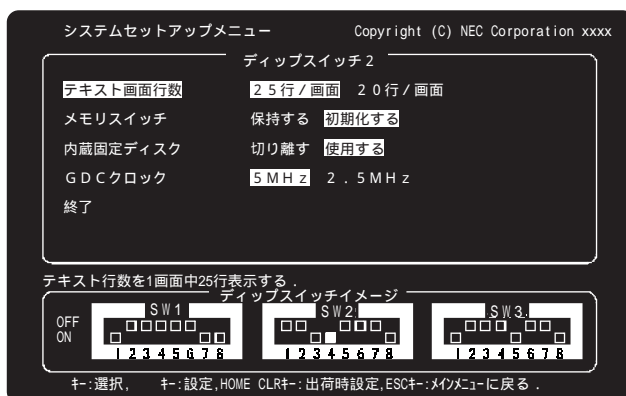 システムセットアップメニュー Copyright (C) NEC Corporation xxxx
ディップスイッチ2
テキスト画面行数 25行/画面 20行/画面
メモリスイッチ 保持する 初期化する
内蔵固定ディスク 切り離す 使用する
GDCクロック 5MHz 2.5MHz
終了
テキスト行数を1画面中25行表示する.
ディップスイッチイメージ
SW1 SW2 SW3
OFF
ON
12345678 12345678 12345678
キー:選択, キー:設定,HOME CLRキー:出荷時設定,ESCキー:メインメニューに戻る.